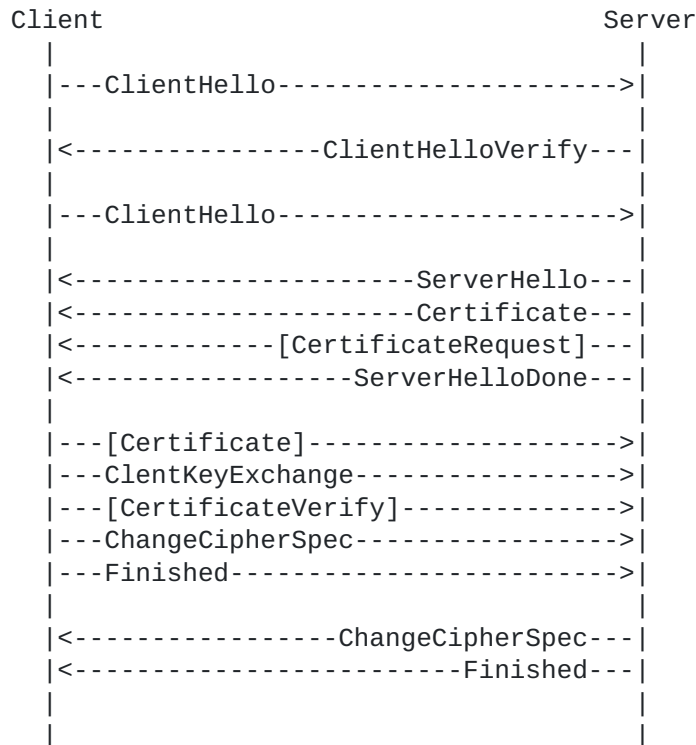 Client                                  Server
  |                                      |
  |---ClientHello---------------------->|
  |                                      |
  |<----------------ClientHelloVerify---|
  |                                      |
  |---ClientHello---------------------->|
  |                                      |
  |<----------------------ServerHello---|
  |<----------------------Certificate---|
  |<-------------[CertificateRequest]---|
  |<------------------ServerHelloDone---|
  |                                      |
  |---[Certificate]-------------------->|
  |---ClentKeyExchange----------------->|
  |---[CertificateVerify]-------------->|
  |---ChangeCipherSpec----------------->|
  |---Finished------------------------->|
  |                                      |
  |<-----------------ChangeCipherSpec---|
  |<-------------------------Finished---|
  |                                      |
  |                                      |